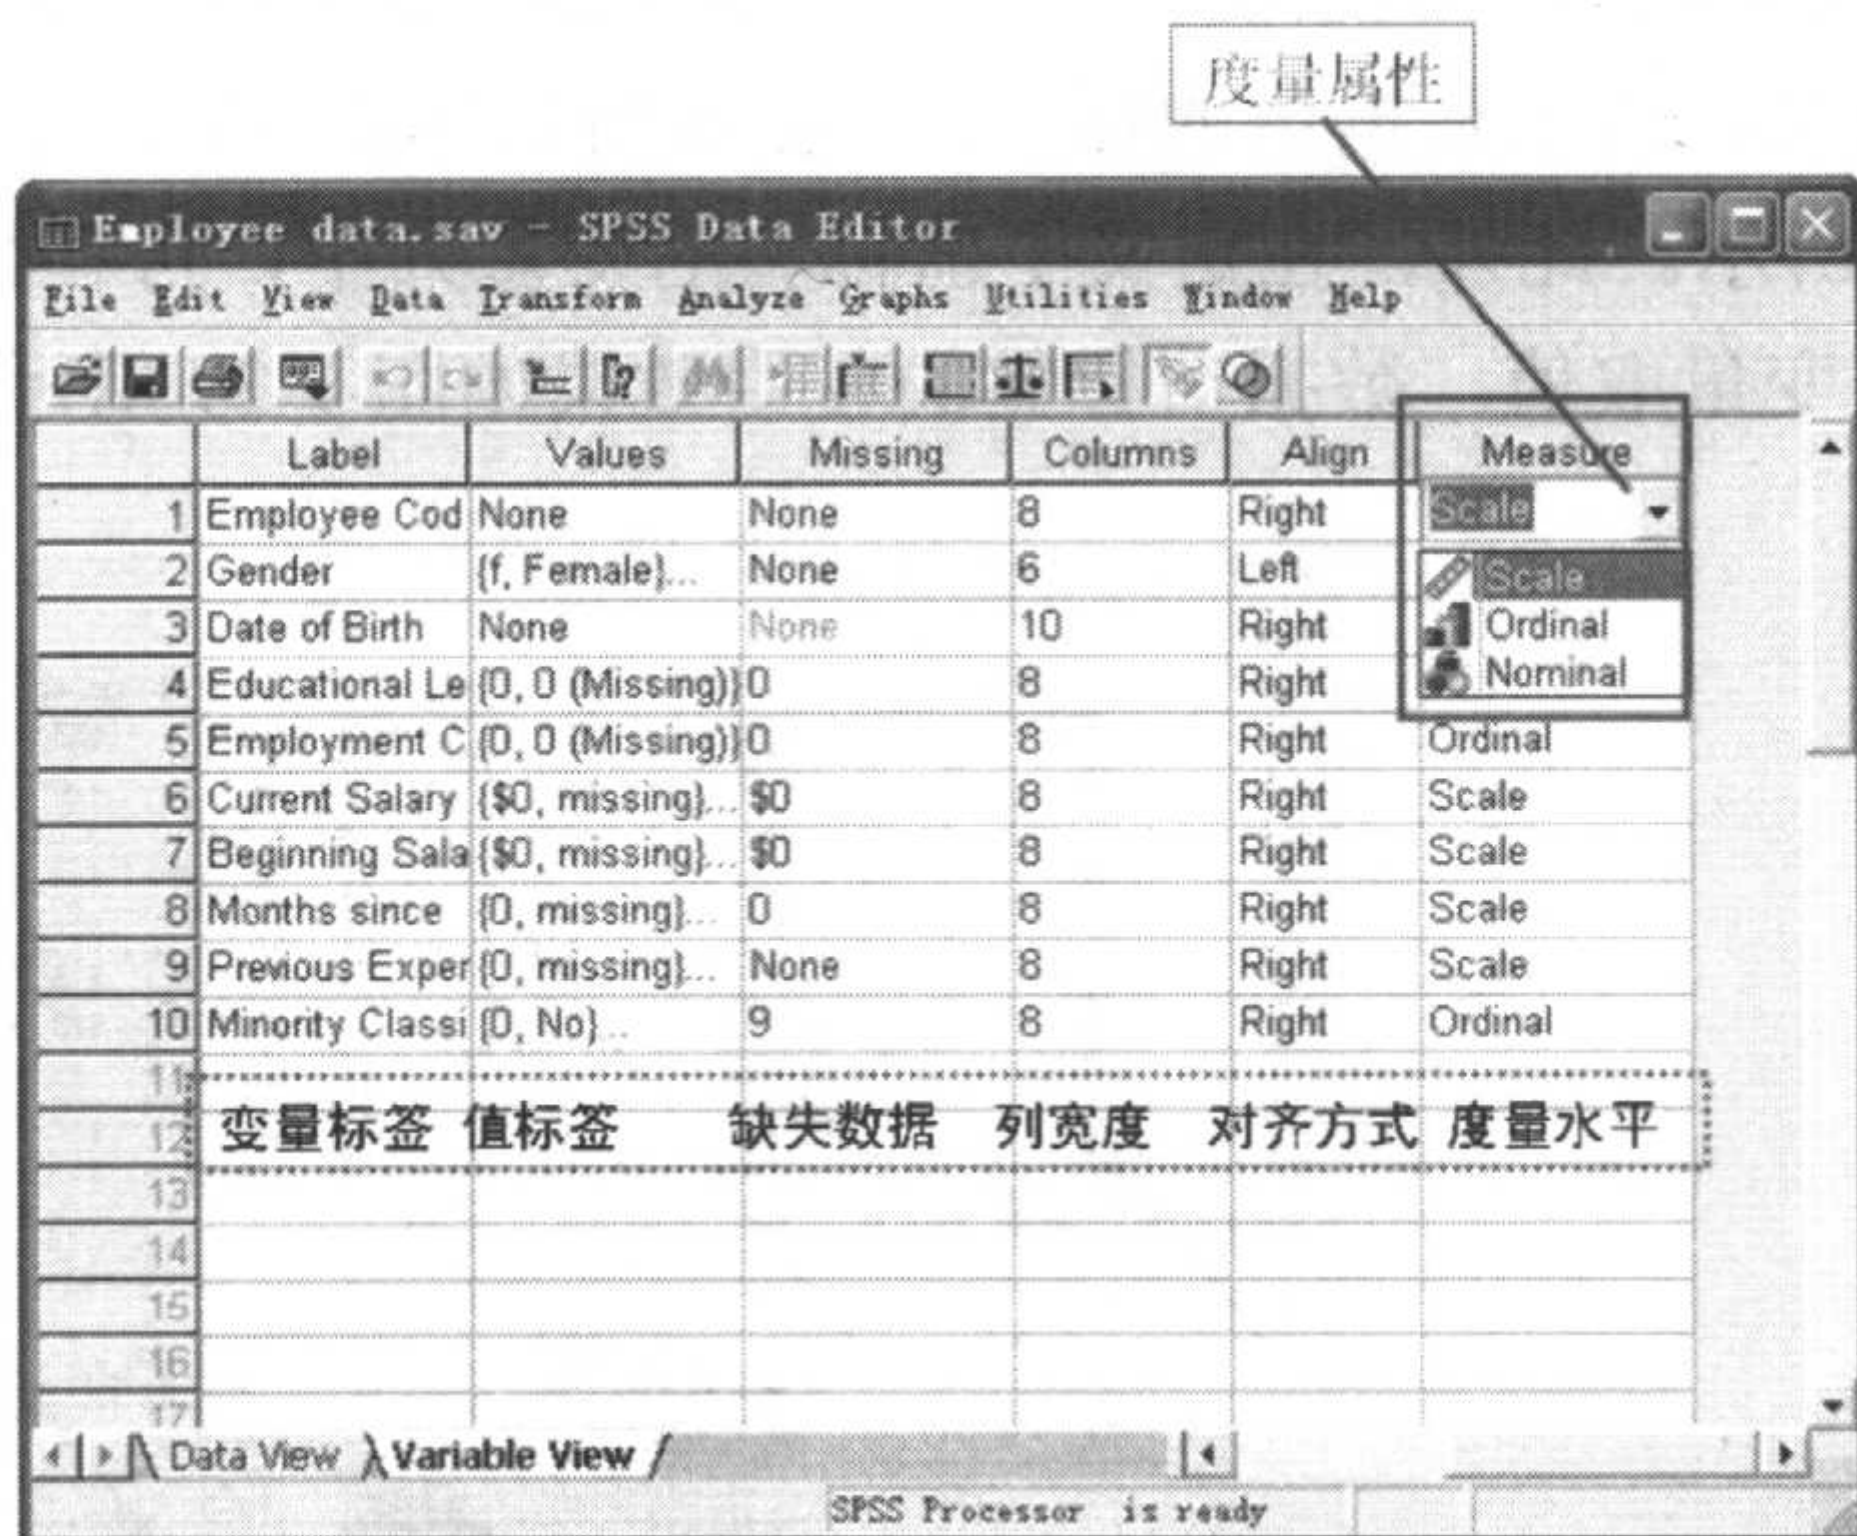 度量属性
Employee data.sav - SPSS Data Editor
File Edit View Data Transform Analyze Graphs Utilities Window Help
Label Values Missing Columns Align Measure
1 Employee Cod None None 8 Right Scale
2 Gender {f, Female}... None 6 Left Scale
3 Date of Birth None None 10 Right Ordinal
4 Educational Le {0, 0 (Missing)} 0 8 Right Nominal
5 Employment C {0, 0 (Missing)} 0 8 Right Ordinal
6 Current Salary {$0, missing}... $0 8 Right Scale
7 Beginning Sala {$0, missing}... $0 8 Right Scale
8 Months since {0, missing}... 0 8 Right Scale
9 Previous Exper {0, missing}... None 8 Right Scale
10 Minority Classi {0, No}... 9 8 Right Ordinal
11
12 变量标签 值标签 缺失数据 列宽度 对齐方式 度量水平
13
14
15
16
17
Data View Variable View
SPSS Processor is ready